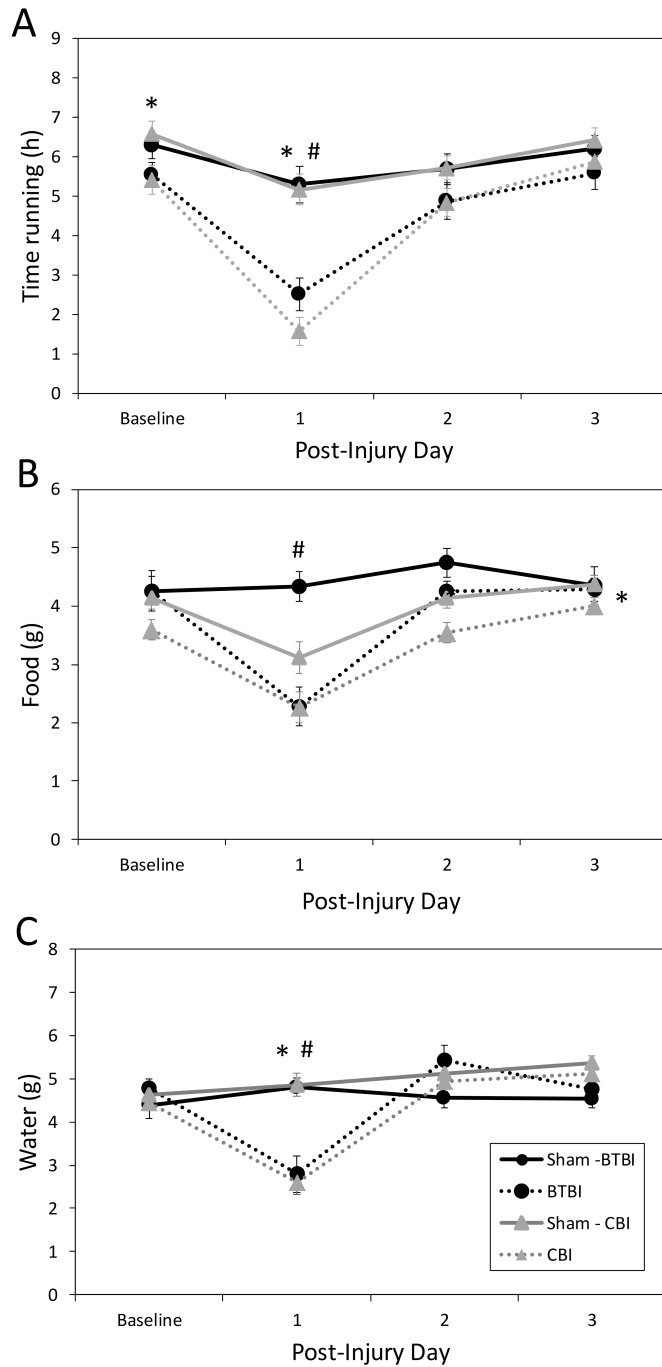 A
9
8
7
6
5
4
3
2
1
0
Time running (h)
*
* #
Baseline 1 2 3
Post-Injury Day
B
6
5
4
3
2
1
0
Food (g)
#
*
Baseline 1 2 3
Post-Injury Day
C
8
7
6
5
4
3
2
1
0
Water (g)
* #
Sham -BTBI
BTBI
Sham - CBI
CBI
Baseline 1 2 3
Post-Injury Day